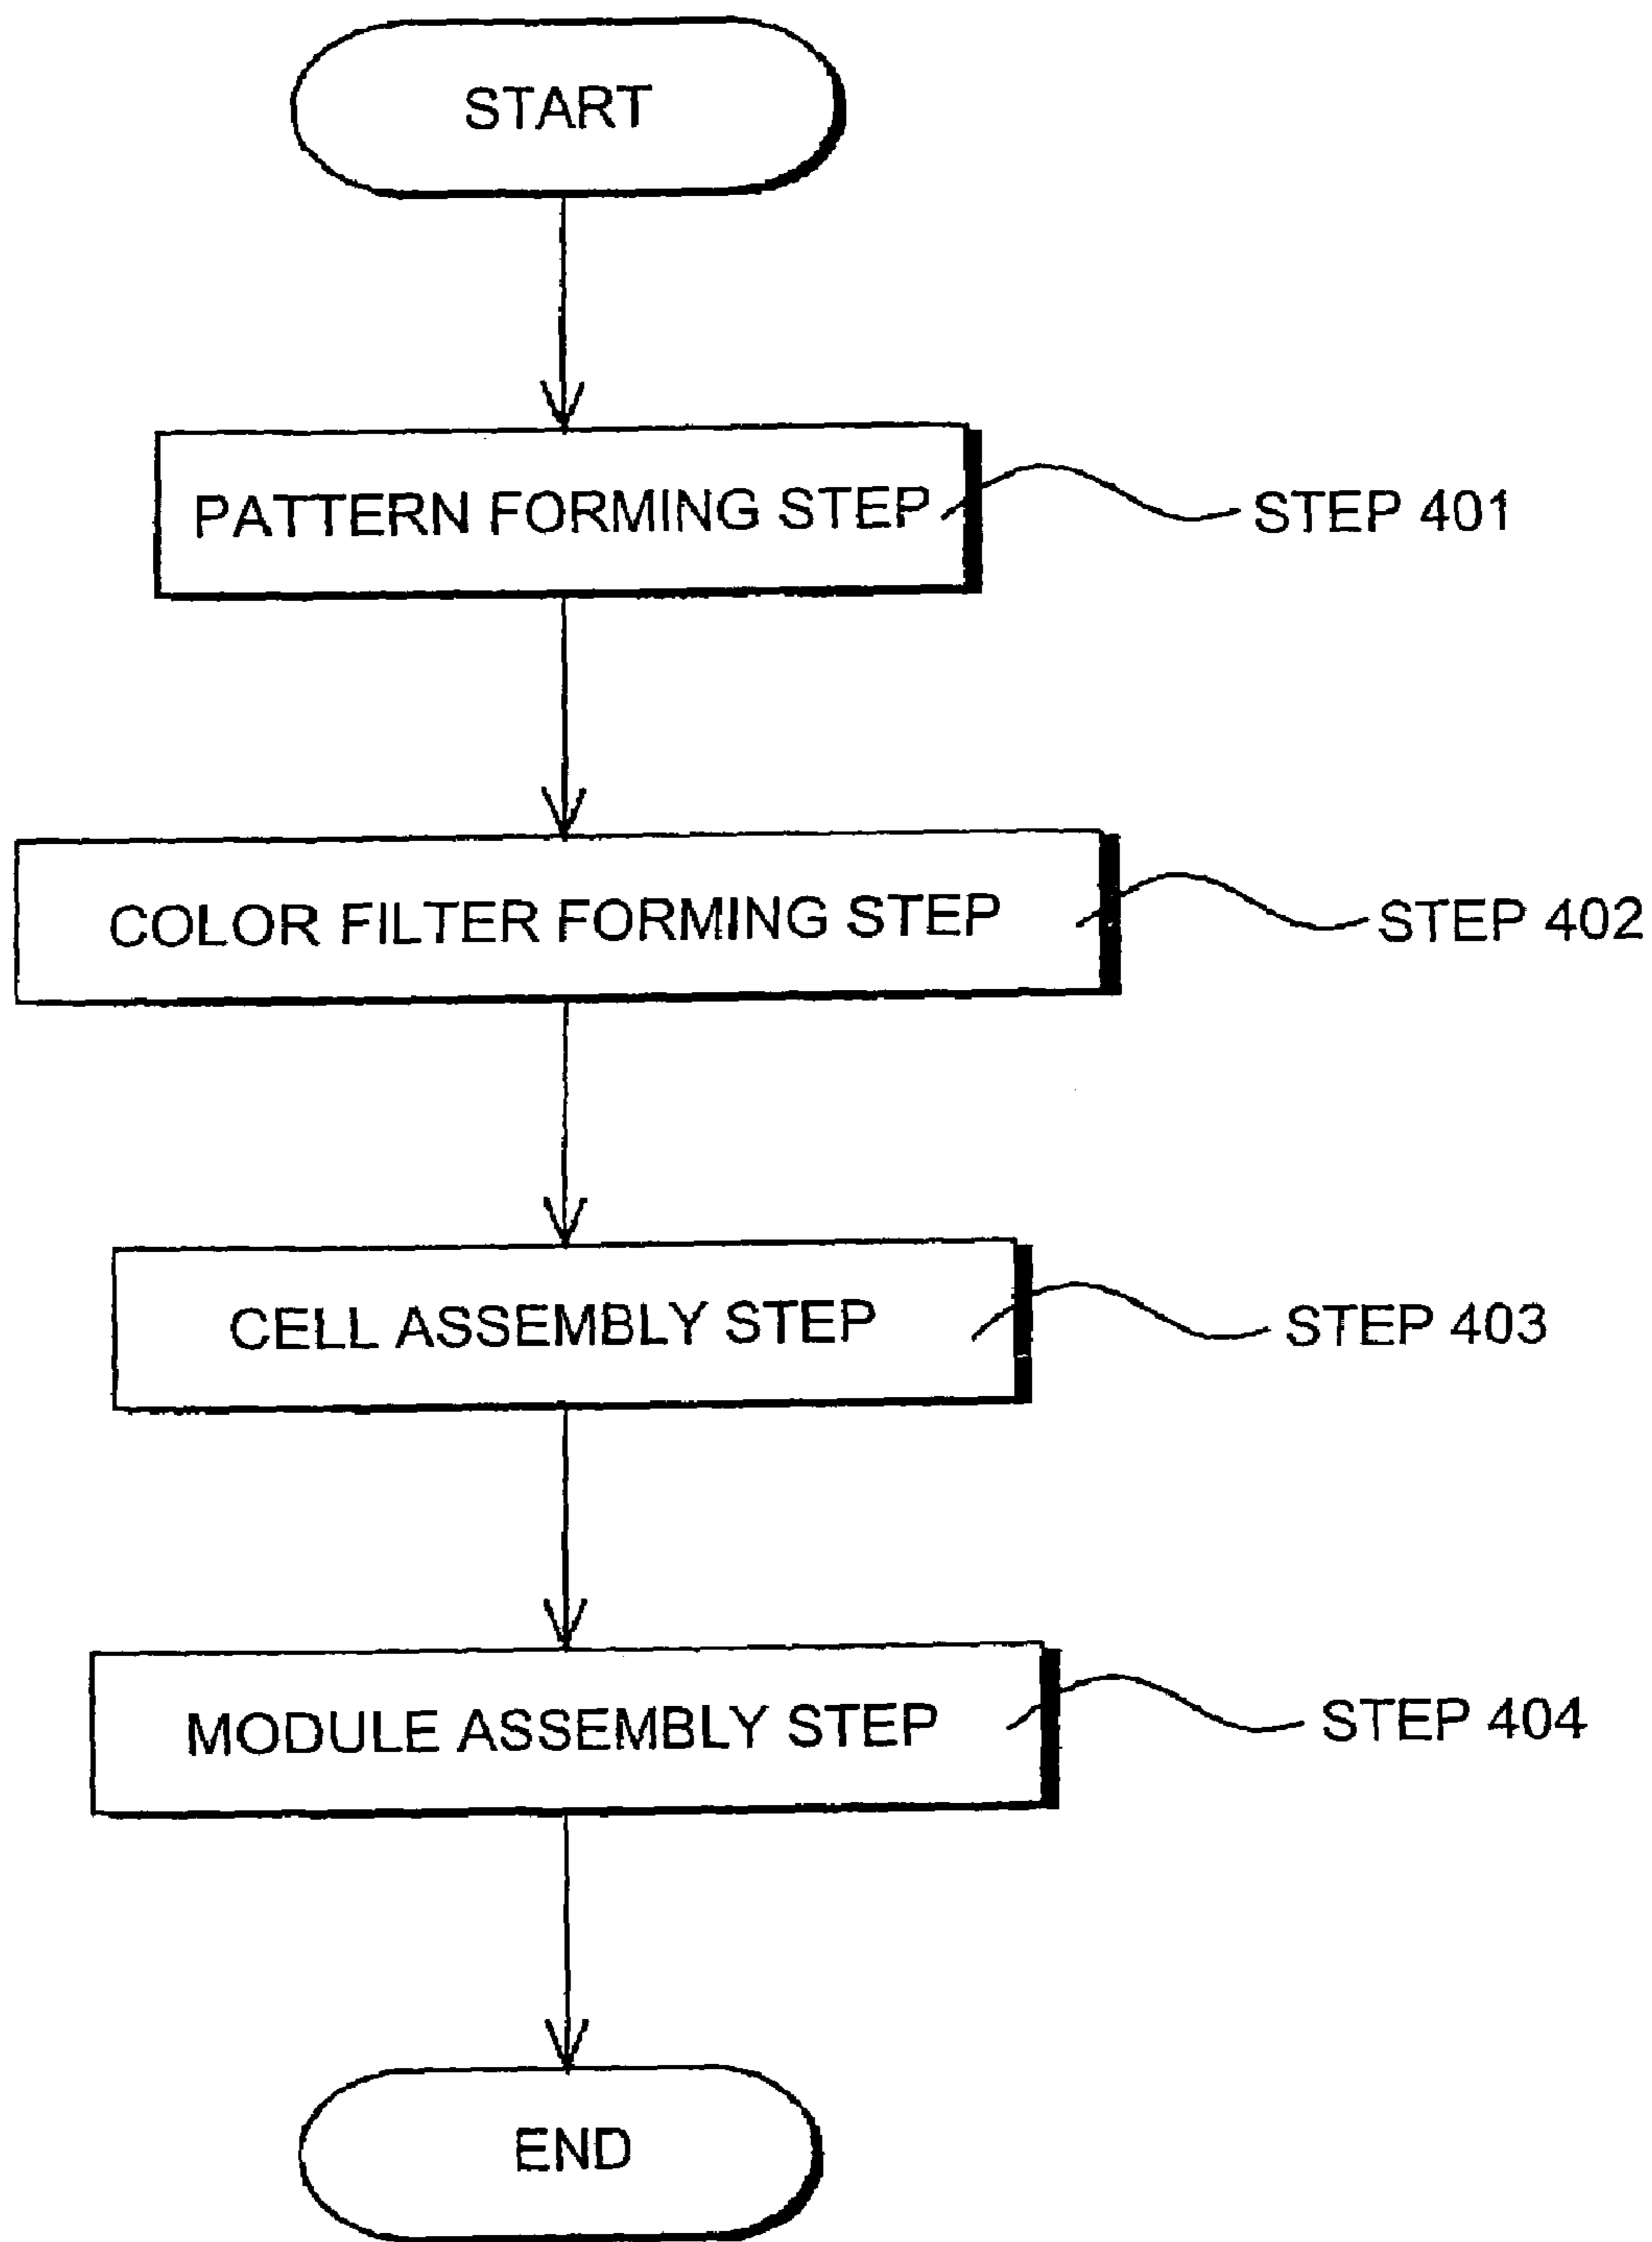 START
PATTERN FORMING STEP
STEP 401
COLOR FILTER FORMING STEP
STEP 402
CELL ASSEMBLY STEP
STEP 403
MODULE ASSEMBLY STEP
STEP 404
END